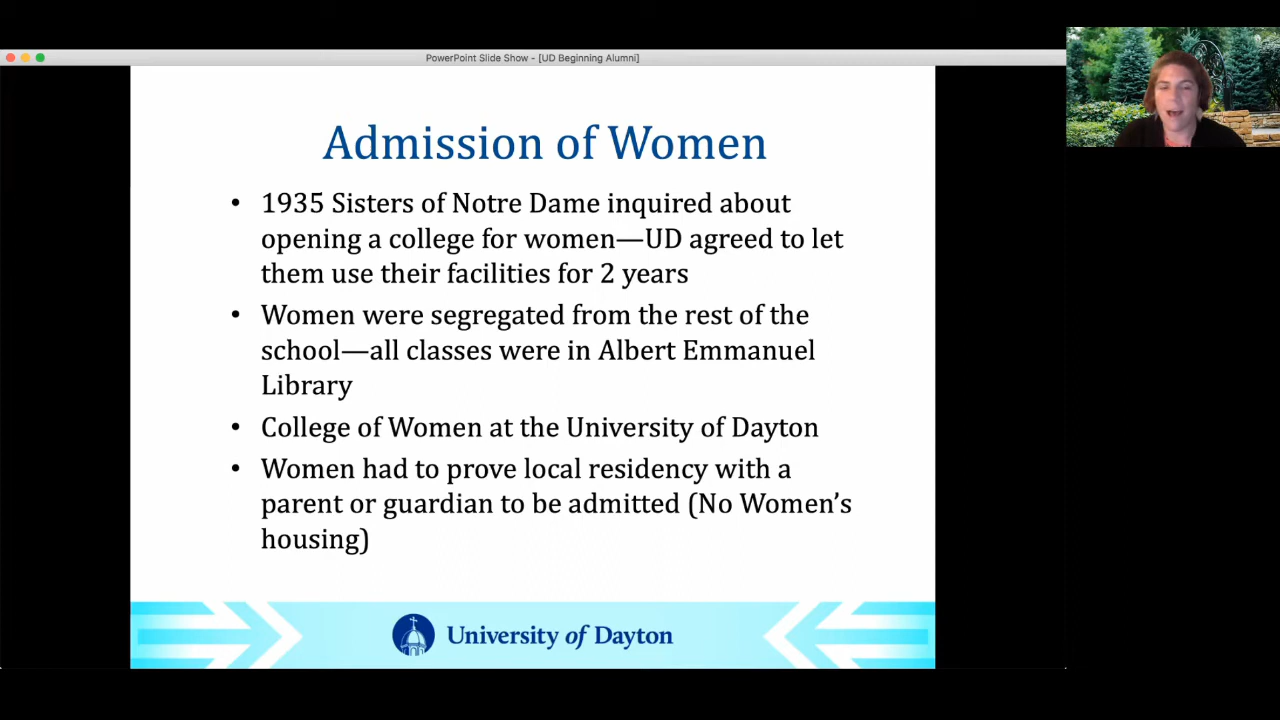 PowerPoint Slide Show - [UD Beginning Alumni]
Admission of Women
• 1935 Sisters of Notre Dame inquired about
opening a college for women—UD agreed to let
them use their facilities for 2 years
• Women were segregated from the rest of the
school—all classes were in Albert Emmanuel
Library
• College of Women at the University of Dayton
• Women had to prove local residency with a
parent or guardian to be admitted (No Women’s
housing)
University of Dayton